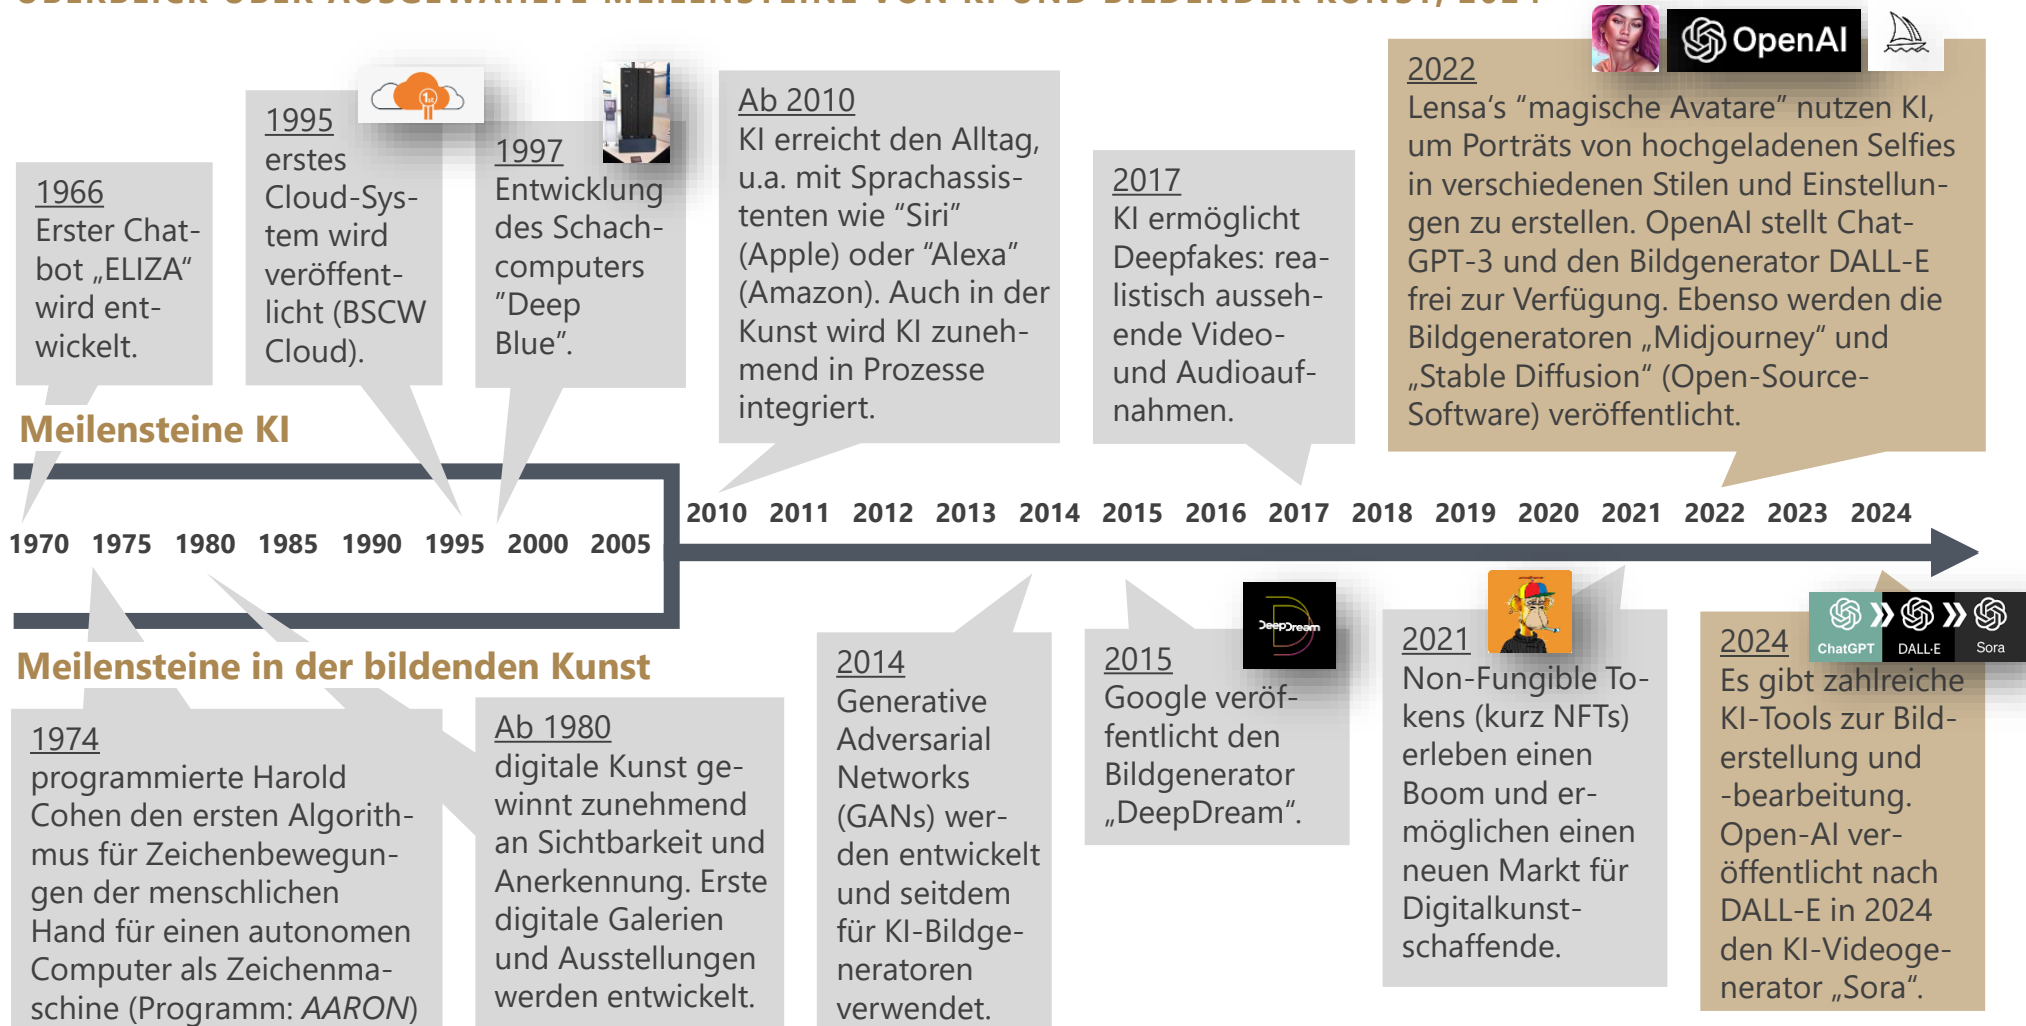 ÜBERBLICK ÜBER AUSGEWÄHLTE MEILENSTEINE VON KI UND BILDENDER KUNST, 2024
1966
Erster Chat-
bot „ELIZA“
wird ent-
wickelt.
1995
erstes
Cloud-Sys-
tem wird
veröffent-
licht (BSCW
Cloud).
1st
1997
Entwicklung
des Schach-
computers
”Deep
Blue”.
Ab 2010
KI erreicht den Alltag,
u.a. mit Sprachassis-
tenten wie “Siri”
(Apple) oder “Alexa”
(Amazon). Auch in der
Kunst wird KI zuneh-
mend in Prozesse
integriert.
2017
KI ermöglicht
Deepfakes: rea-
listisch ausseh-
ende Video-
und Audioauf-
nahmen.
OpenAI
2022
Lensa‘s “magische Avatare” nutzen KI,
um Porträts von hochgeladenen Selfies
in verschiedenen Stilen und Einstellun-
gen zu erstellen. OpenAI stellt Chat-
GPT-3 und den Bildgenerator DALL-E
frei zur Verfügung. Ebenso werden die
Bildgeneratoren „Midjourney“ und
„Stable Diffusion“ (Open-Source-
Software) veröffentlicht.
Meilensteine KI
1970 1975 1980 1985 1990 1995 2000 2005
2010 2011 2012 2013 2014 2015 2016 2017 2018 2019 2020 2021 2022 2023 2024
Meilensteine in der bildenden Kunst
1974
programmierte Harold
Cohen den ersten Algorith-
mus für Zeichenbewegun-
gen der menschlichen
Hand für einen autonomen
Computer als Zeichenma-
schine (Programm: AARON)
Ab 1980
digitale Kunst ge-
winnt zunehmend
an Sichtbarkeit und
Anerkennung. Erste
digitale Galerien
und Ausstellungen
werden entwickelt.
2014
Generative
Adversarial
Networks
(GANs) wer-
den entwickelt
und seitdem
für KI-Bildge-
neratoren
verwendet.
2015
Google veröf-
fentlicht den
Bildgenerator
„DeepDream“.
DeepDream
2021
Non-Fungible To-
kens (kurz NFTs)
erleben einen
Boom und er-
möglichen einen
neuen Markt für
Digitalkunst-
schaffende.
ChatGPT DALL·E Sora
2024
Es gibt zahlreiche
KI-Tools zur Bild-
erstellung und
-bearbeitung.
Open-AI ver-
öffentlicht nach
DALL-E in 2024
den KI-Videoge-
nerator „Sora“.